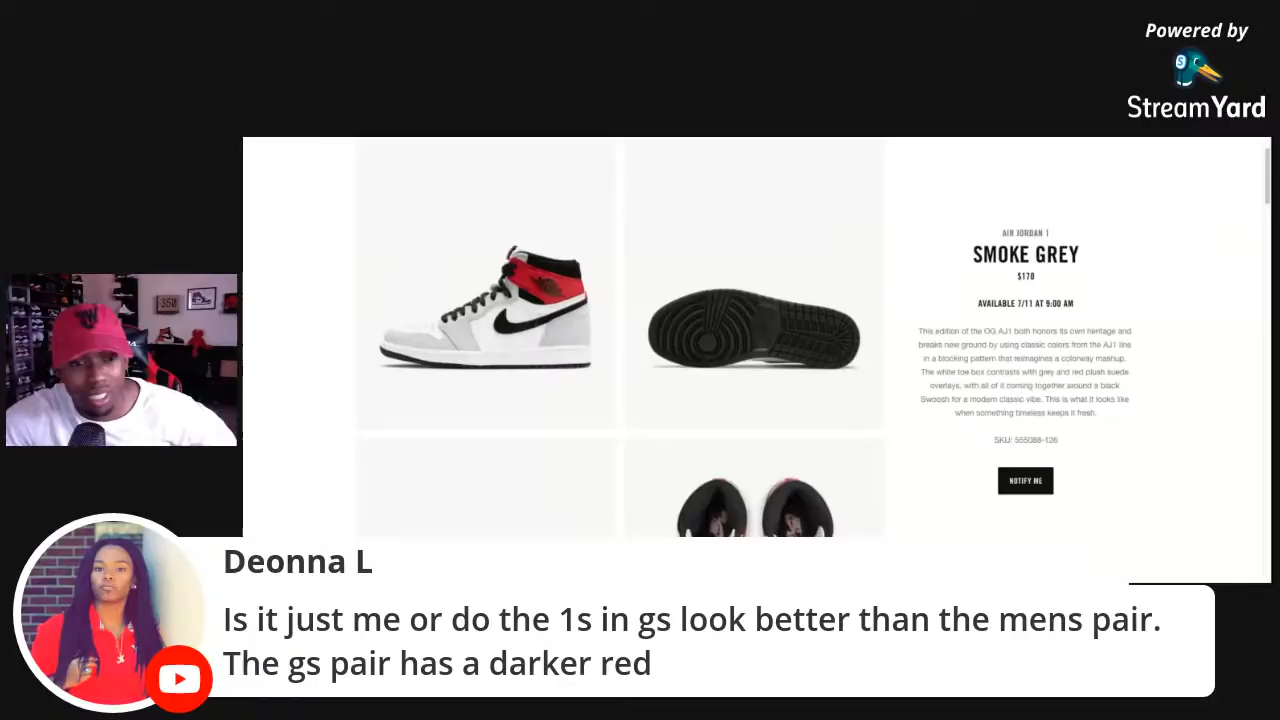 Powered by
StreamYard
AIR JORDAN 1
SMOKE GREY
$170
AVAILABLE 7/11 AT 9:00 AM
This edition of the OG AJ1 both honors its own heritage and
breaks new ground by using classic colors from the AJ1 line
in a blocking pattern that reimagines a colorway mashup.
The white toe box contrasts with grey and red plush suede
overlays, with all of it coming together around a black
Swoosh for a modern classic vibe. This is what it looks like
when something timeless keeps it fresh.
SKU: 555088-126
NOTIFY ME
350
Deonna L
Is it just me or do the 1s in gs look better than the mens pair.
The gs pair has a darker red